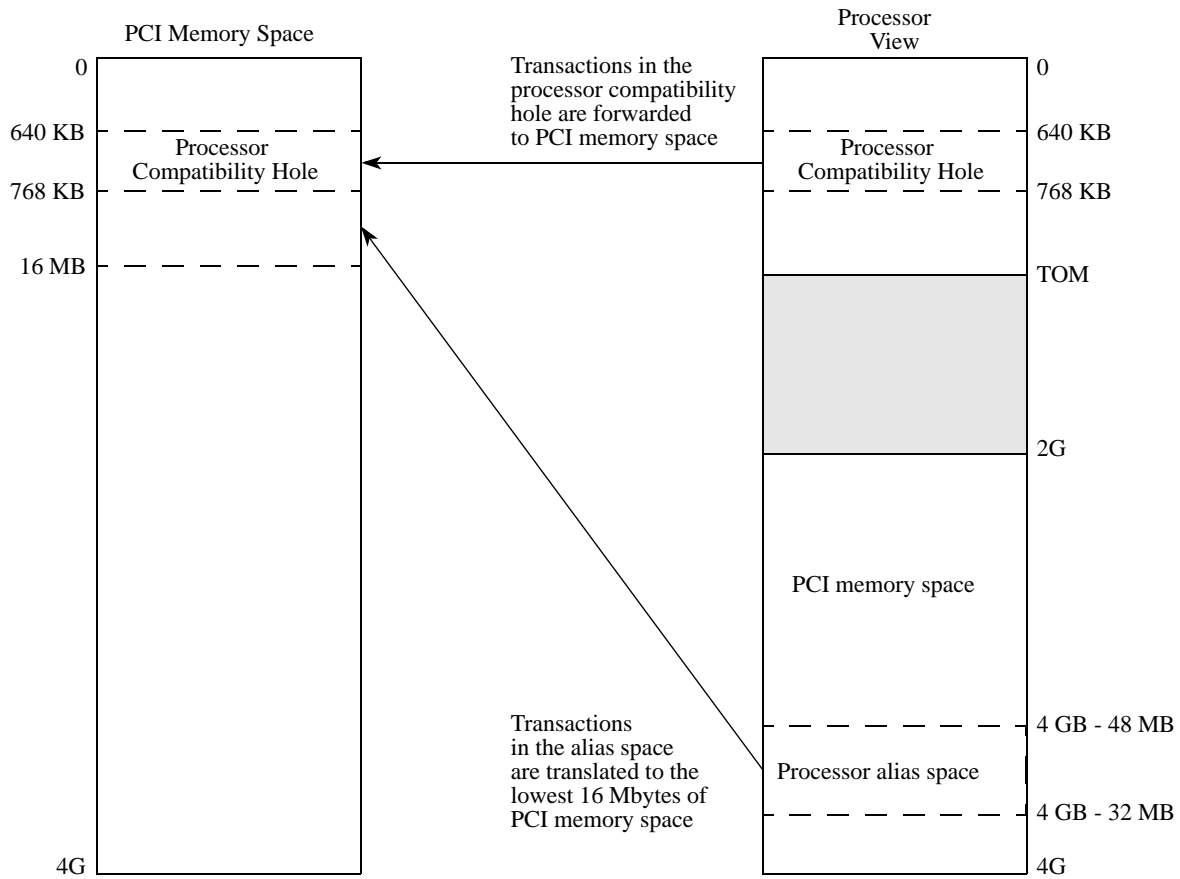 PCI Memory Space
0
640 KB
Processor
Compatibility Hole
768 KB
16 MB
4G
Transactions in the
processor compatibility
hole are forwarded
to PCI memory space
Transactions
in the alias space
are translated to the
lowest 16 Mbytes of
PCI memory space
Processor
View
0
640 KB
Processor
Compatibility Hole
768 KB
TOM
2G
PCI memory space
4 GB - 48 MB
Processor alias space
4 GB - 32 MB
4G